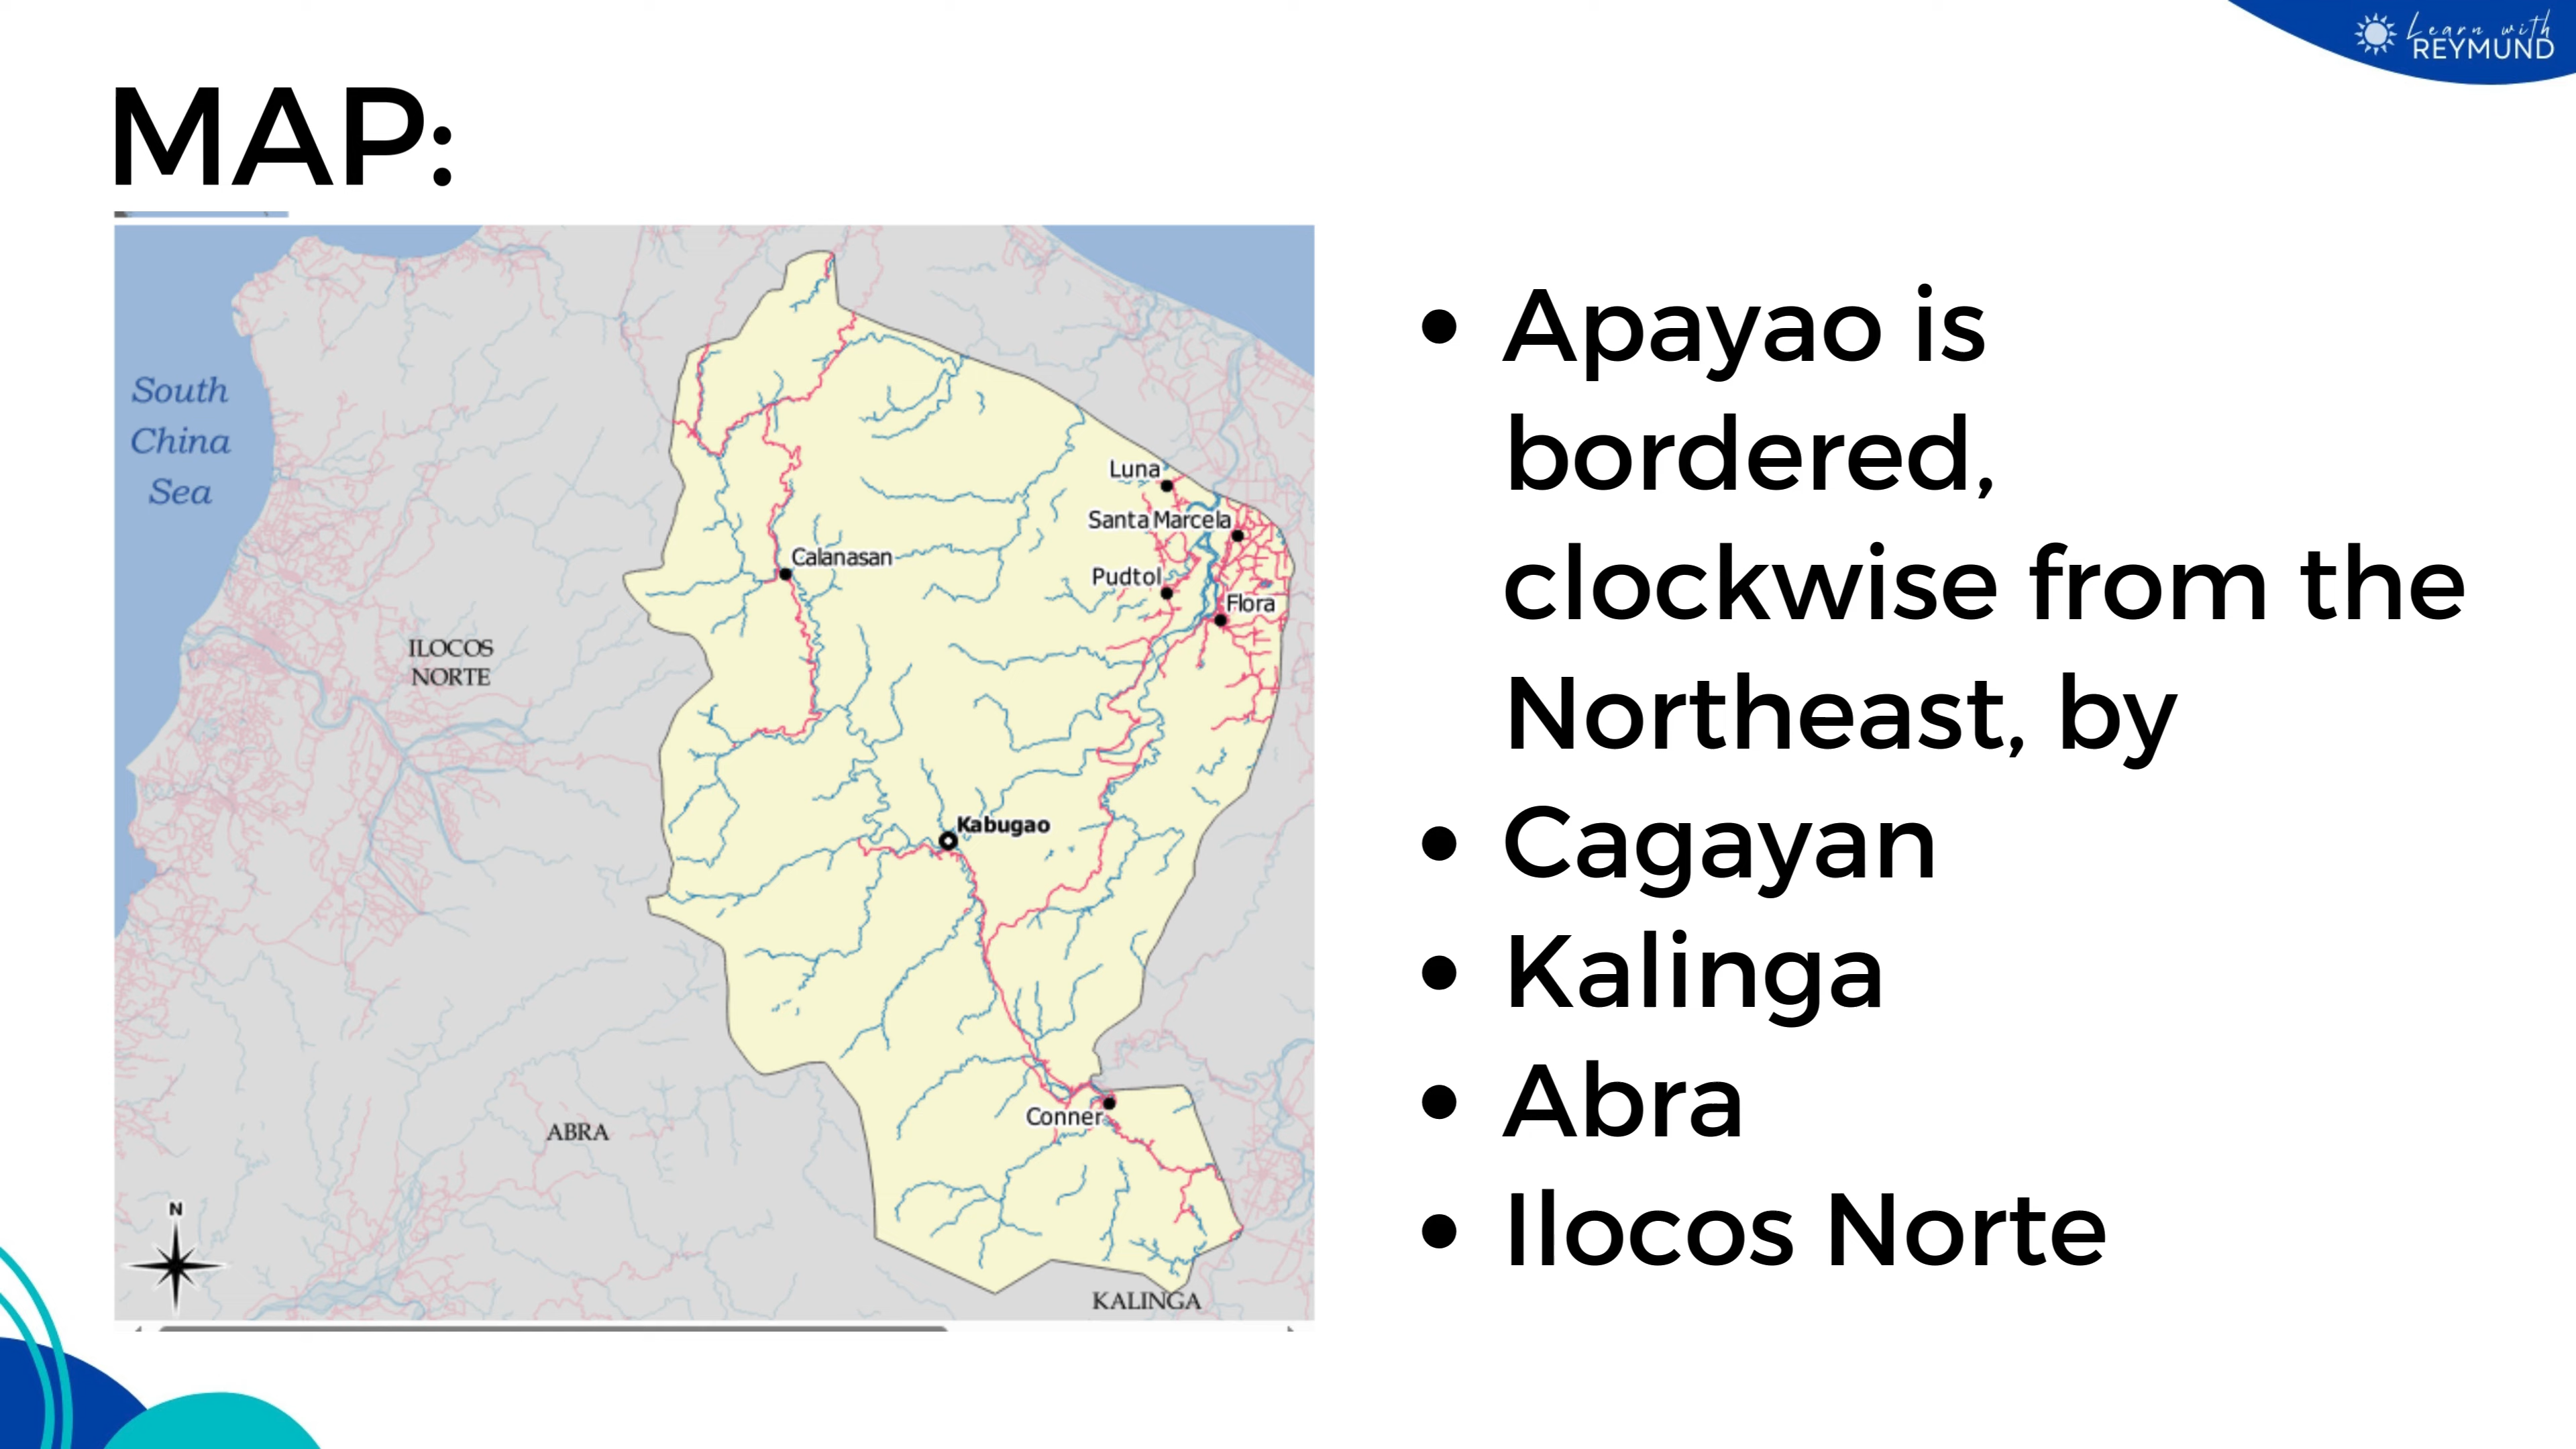 Learn with
REYMUND
MAP:
South
China
Sea
Luna
Santa Marcela
Calanasan
Pudtol
Flora
ILOCOS
NORTE
Kabugao
Conner
ABRA
N
KALINGA
• Apayao is
bordered,
clockwise from the
Northeast, by
• Cagayan
• Kalinga
• Abra
• Ilocos Norte